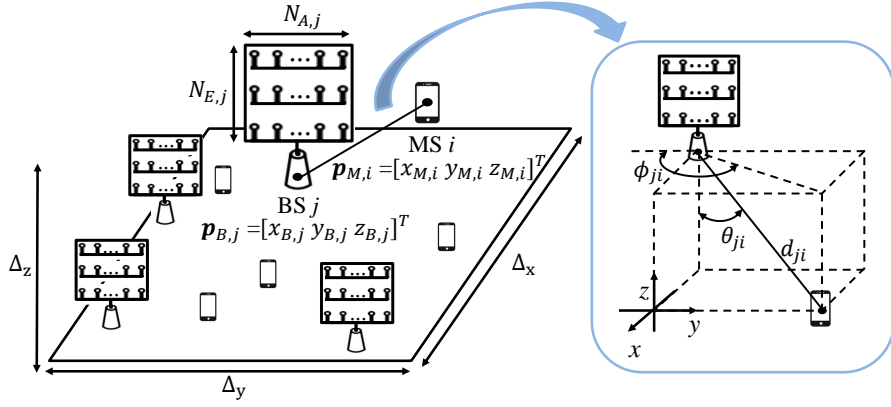 N_{A,j}
N_{E,j}
MS i
p_{M,i}=[x_{M,i} y_{M,i} z_{M,i}]^T
BS j
p_{B,j}=[x_{B,j} y_{B,j} z_{B,j}]^T
Δ_z
Δ_x
Δ_y
ϕ_{ji}
θ_{ji}
d_{ji}
z
y
x